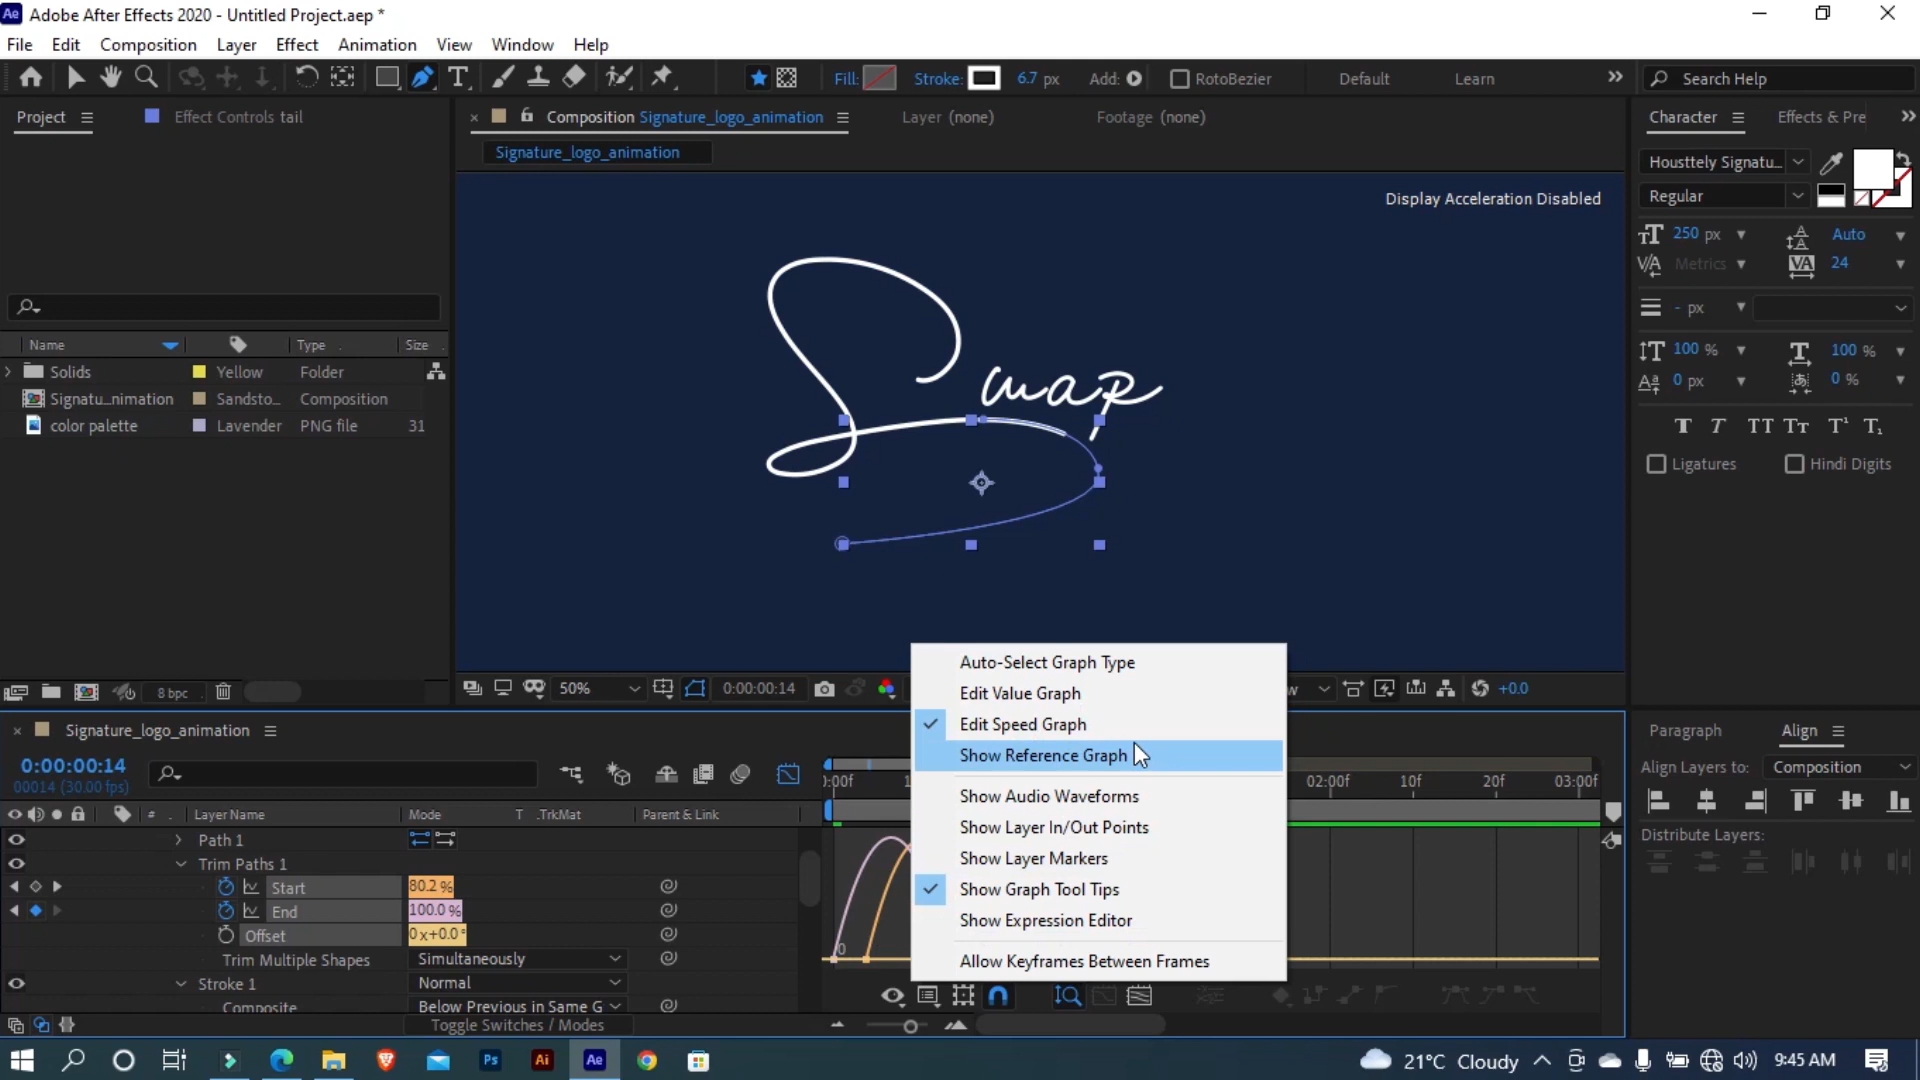 Ae Adobe After Effects 2020 - Untitled Project.aep *
File Edit Composition Layer Effect Animation View Window Help
Fill: Stroke: 6.7 px Add: RotoBezier Default Learn Search Help
Project Effect Controls tail
Composition Signature_logo_animation Layer (none) Footage (none)
Signature_logo_animation
Display Acceleration Disabled
Swap
Name Type Size
Solids Yellow Folder
Signatu...nimation Sandsto... Composition
color palette Lavender PNG file 31
8 bpc
50% 0:00:00:14 +0.0
Character Effects & Pre
Housttely Signatu...
Regular
250 px Auto
Metrics 24
- px
100 % 100 %
0 px 0 %
Ligatures Hindi Digits
Auto-Select Graph Type
Edit Value Graph
Edit Speed Graph
Show Reference Graph
Show Audio Waveforms
Show Layer In/Out Points
Show Layer Markers
Show Graph Tool Tips
Show Expression Editor
Allow Keyframes Between Frames
Signature_logo_animation
0:00:00:14
00014 (30.00 fps)
# Layer Name Mode T .TrkMat Parent & Link
Path 1
Trim Paths 1
Start 80.2 %
End 100.0 %
Offset 0 x+0.0 °
Trim Multiple Shapes Simultaneously
Stroke 1 Normal
Composite Below Previous in Same G
Toggle Switches / Modes
02:00f 10f 20f 03:00f
0
Paragraph Align
Align Layers to: Composition
Distribute Layers:
Ps Ai Ae
21°C Cloudy 9:45 AM